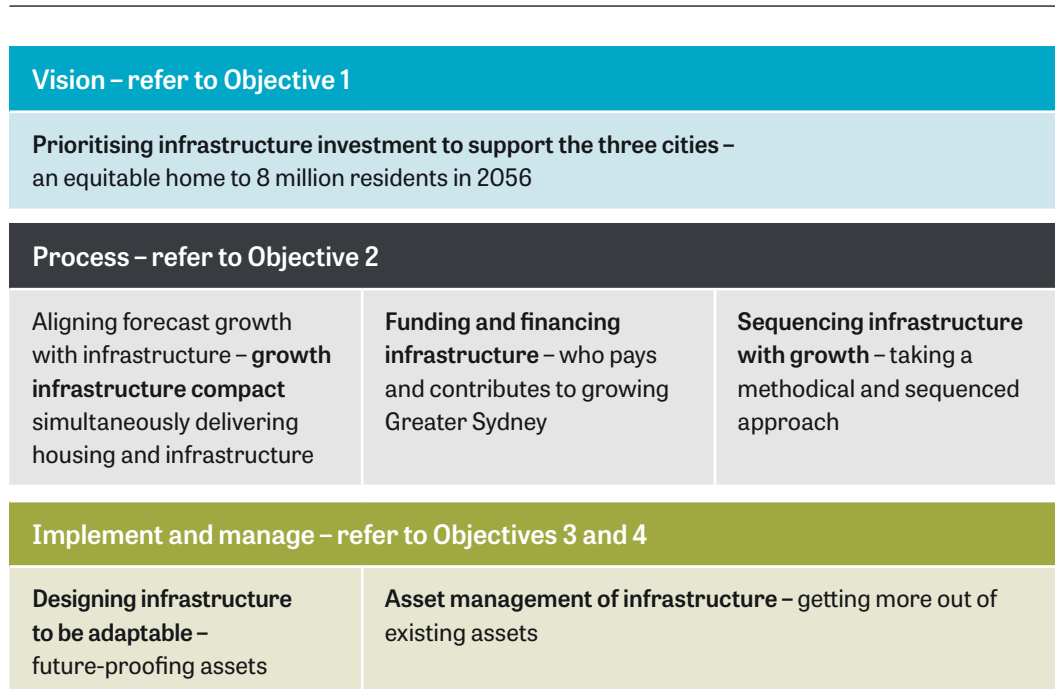 Vision – refer to Objective 1
Prioritising infrastructure investment to support the three cities –
an equitable home to 8 million residents in 2056
Process – refer to Objective 2
Aligning forecast growth
with infrastructure – growth
infrastructure compact
simultaneously delivering
housing and infrastructure
Funding and financing
infrastructure – who pays
and contributes to growing
Greater Sydney
Sequencing infrastructure
with growth – taking a
methodical and sequenced
approach
Implement and manage – refer to Objectives 3 and 4
Designing infrastructure
to be adaptable –
future-proofing assets
Asset management of infrastructure – getting more out of
existing assets